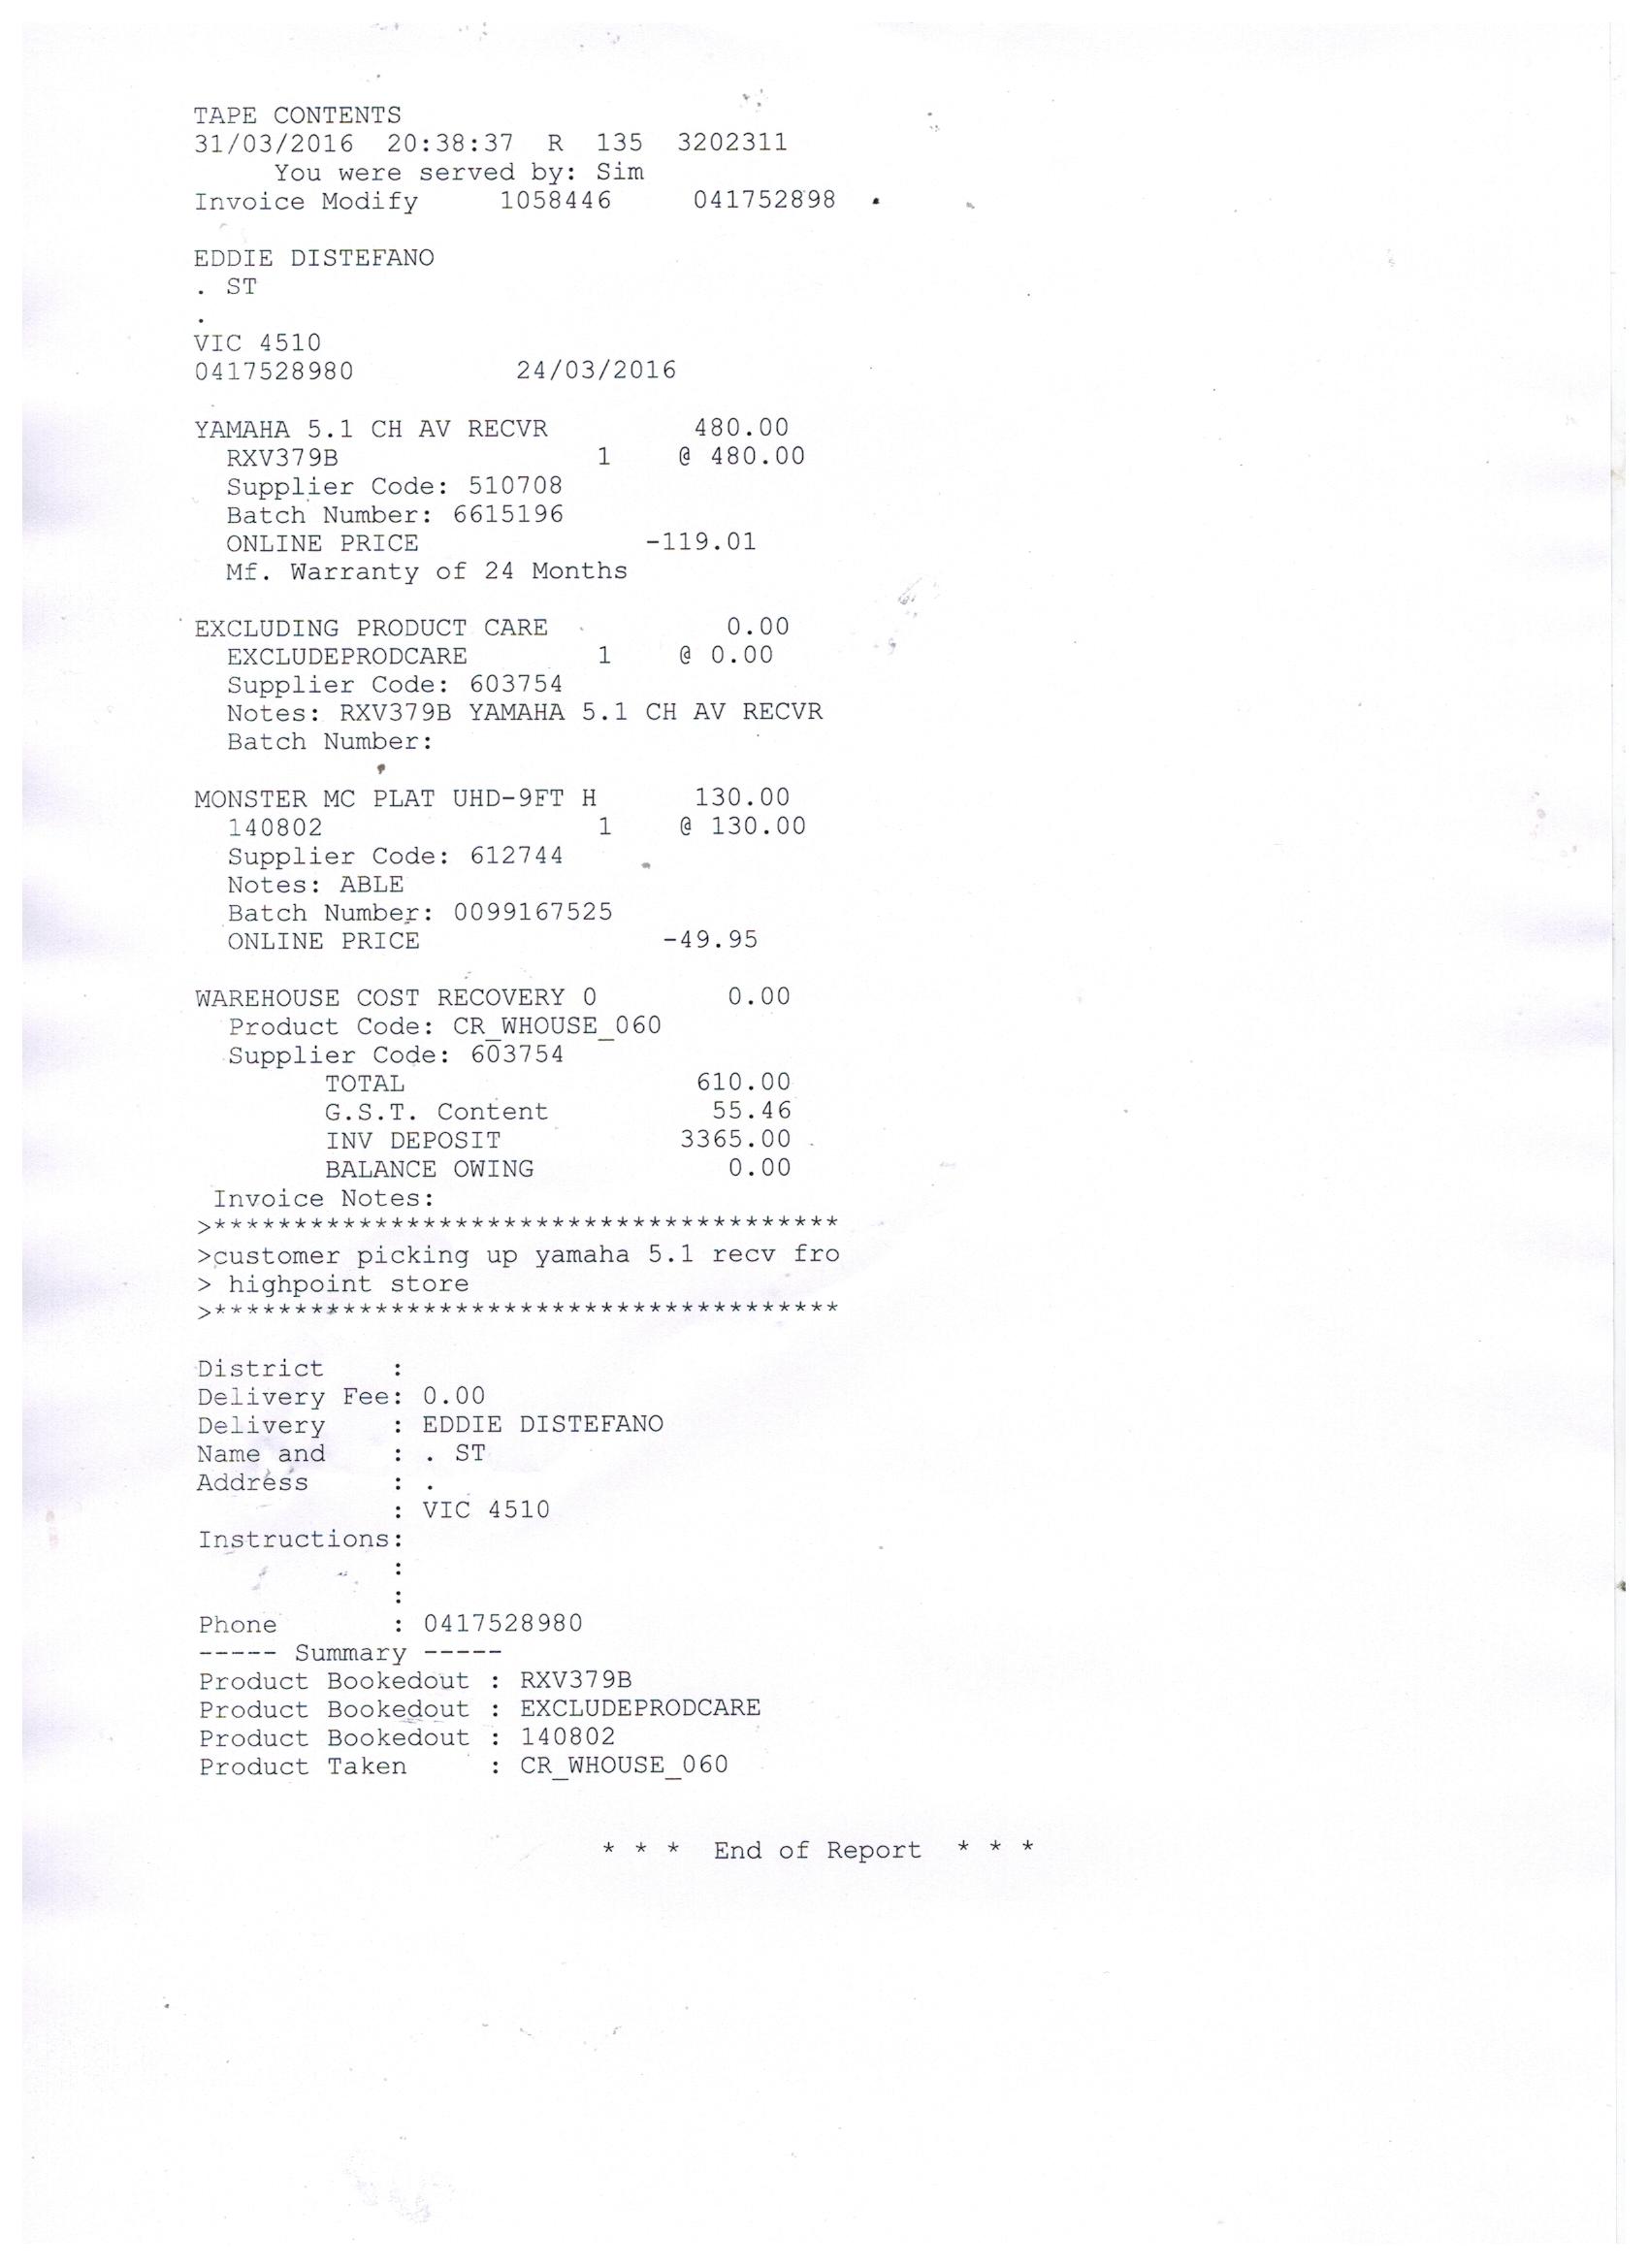 TAPE CONTENTS
31/03/2016  20:38:37  R  135  3202311
You were served by: Sim
Invoice Modify     1058446     041752898
EDDIE DISTEFANO
. ST
.
VIC 4510
0417528980          24/03/2016
YAMAHA 5.1 CH AV RECVR         480.00
RXV379B                1    @ 480.00
Supplier Code: 510708
Batch Number: 6615196
ONLINE PRICE              -119.01
Mf. Warranty of 24 Months
EXCLUDING PRODUCT CARE           0.00
EXCLUDEPRODCARE        1    @ 0.00
Supplier Code: 603754
Notes: RXV379B YAMAHA 5.1 CH AV RECVR
Batch Number:
MONSTER MC PLAT UHD-9FT H      130.00
140802                 1    @ 130.00
Supplier Code: 612744
Notes: ABLE
Batch Number: 0099167525
ONLINE PRICE               -49.95
WAREHOUSE COST RECOVERY 0        0.00
Product Code: CR_WHOUSE_060
Supplier Code: 603754
TOTAL                  610.00
G.S.T. Content          55.46
INV DEPOSIT           3365.00
BALANCE OWING            0.00
Invoice Notes:
>***************************************
>customer picking up yamaha 5.1 recv fro
> highpoint store
>***************************************
District    :
Delivery Fee: 0.00
Delivery    : EDDIE DISTEFANO
Name and    : . ST
Address     : .
: VIC 4510
Instructions:
:
:
Phone       : 0417528980
----- Summary -----
Product Bookedout : RXV379B
Product Bookedout : EXCLUDEPRODCARE
Product Bookedout : 140802
Product Taken     : CR_WHOUSE_060
* * *  End of Report  * * *